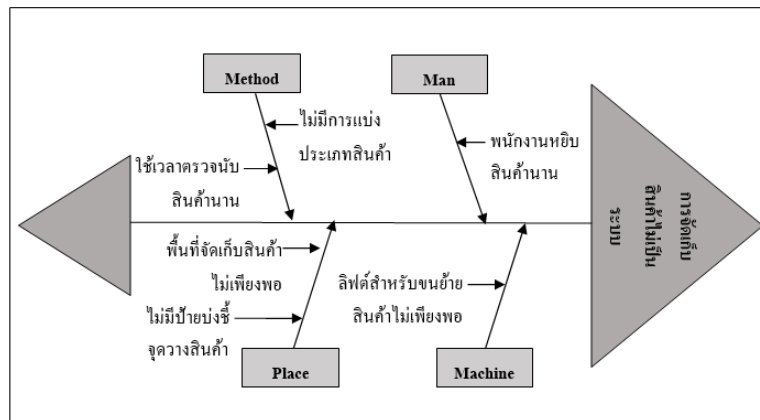 Method
Man
ไม่มีการแบ่ง
ประเภทสินค้า
ใช้เวลาตรวจนับ
สินค้านาน
พนักงานหยิบ
สินค้านาน
การจัดเก็บ
สินค้าไม่เป็น
ระบบ
พื้นที่จัดเก็บสินค้า
ไม่เพียงพอ
ไม่มีป้ายบ่งชี้
จุดวางสินค้า
ลิฟต์สำหรับขนย้าย
สินค้าไม่เพียงพอ
Place
Machine